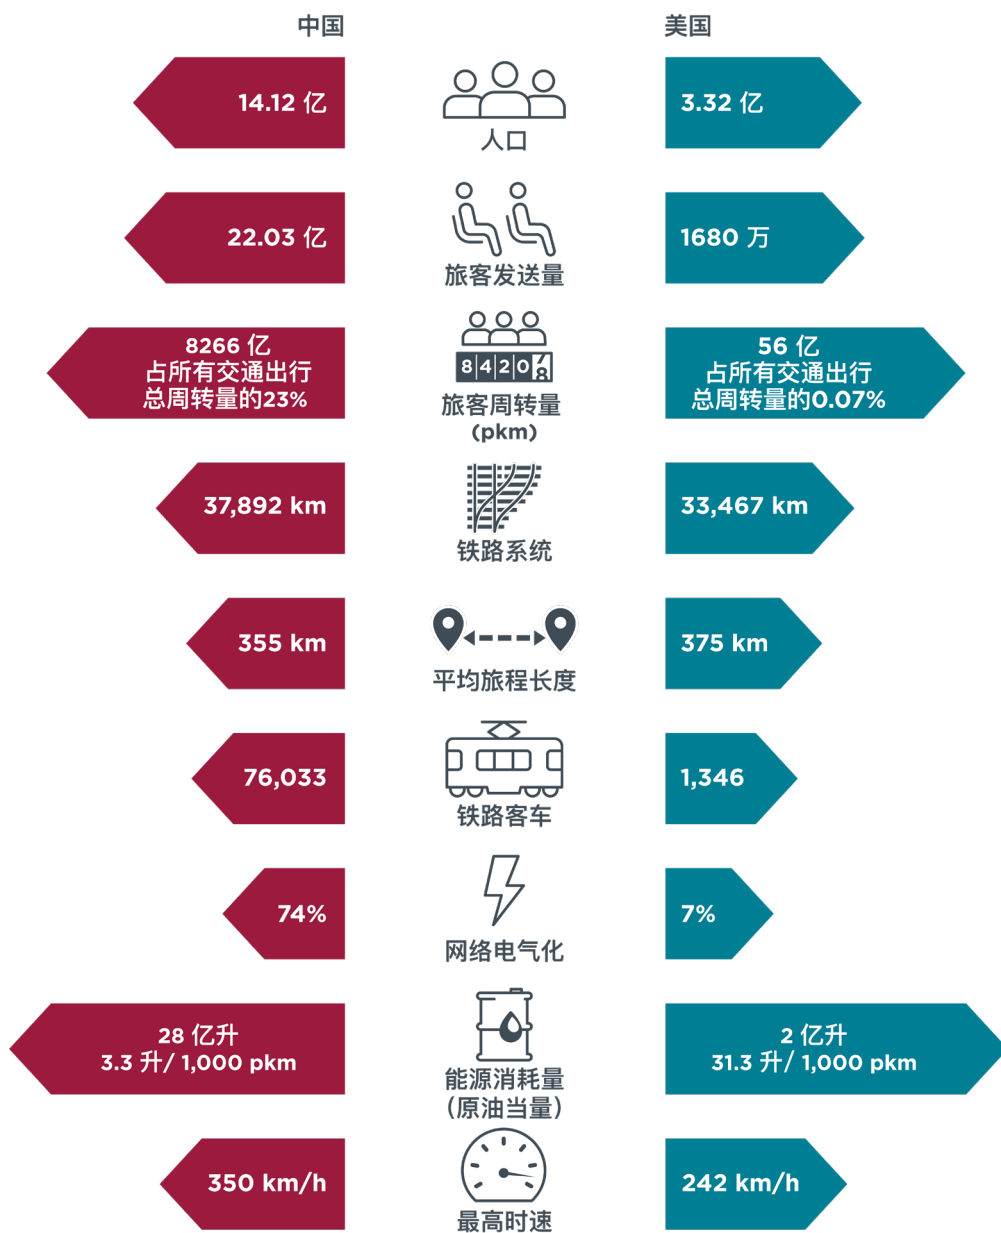 中国
美国
14.12 亿
3.32 亿
人口
22.03 亿
1680 万
旅客发送量
8266 亿
占所有交通出行
总周转量的23%
8 4 2 0 7 8
56 亿
占所有交通出行
总周转量的0.07%
旅客周转量
(pkm)
37,892 km
33,467 km
铁路系统
355 km
375 km
平均旅程长度
76,033
1,346
铁路客车
74%
7%
网络电气化
28 亿升
3.3 升/ 1,000 pkm
2 亿升
31.3 升/ 1,000 pkm
能源消耗量
（原油当量）
350 km/h
242 km/h
最高时速